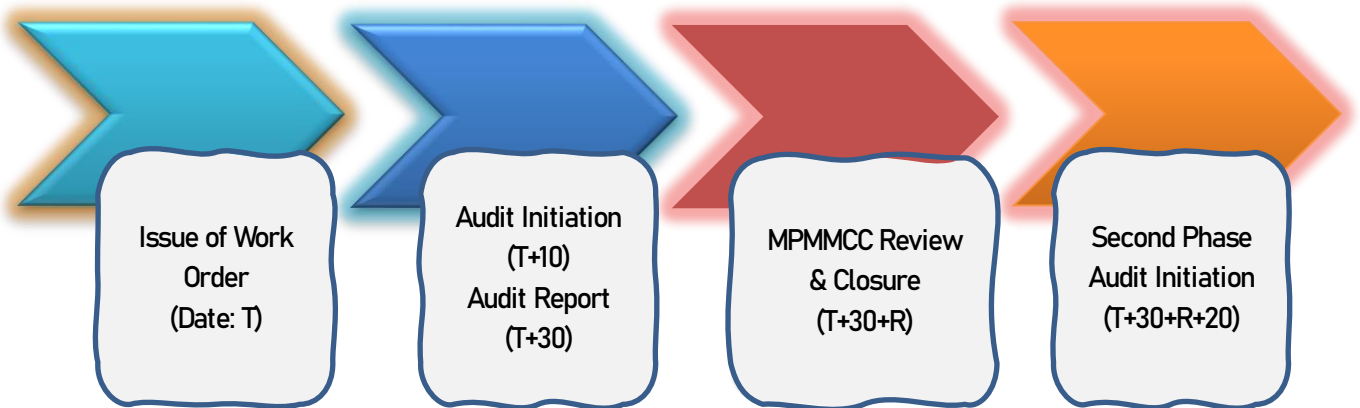 Issue of Work
Order
(Date: T)
Audit Initiation
(T+10)
Audit Report
(T+30)
MPMMCC Review
& Closure
(T+30+R)
Second Phase
Audit Initiation
(T+30+R+20)